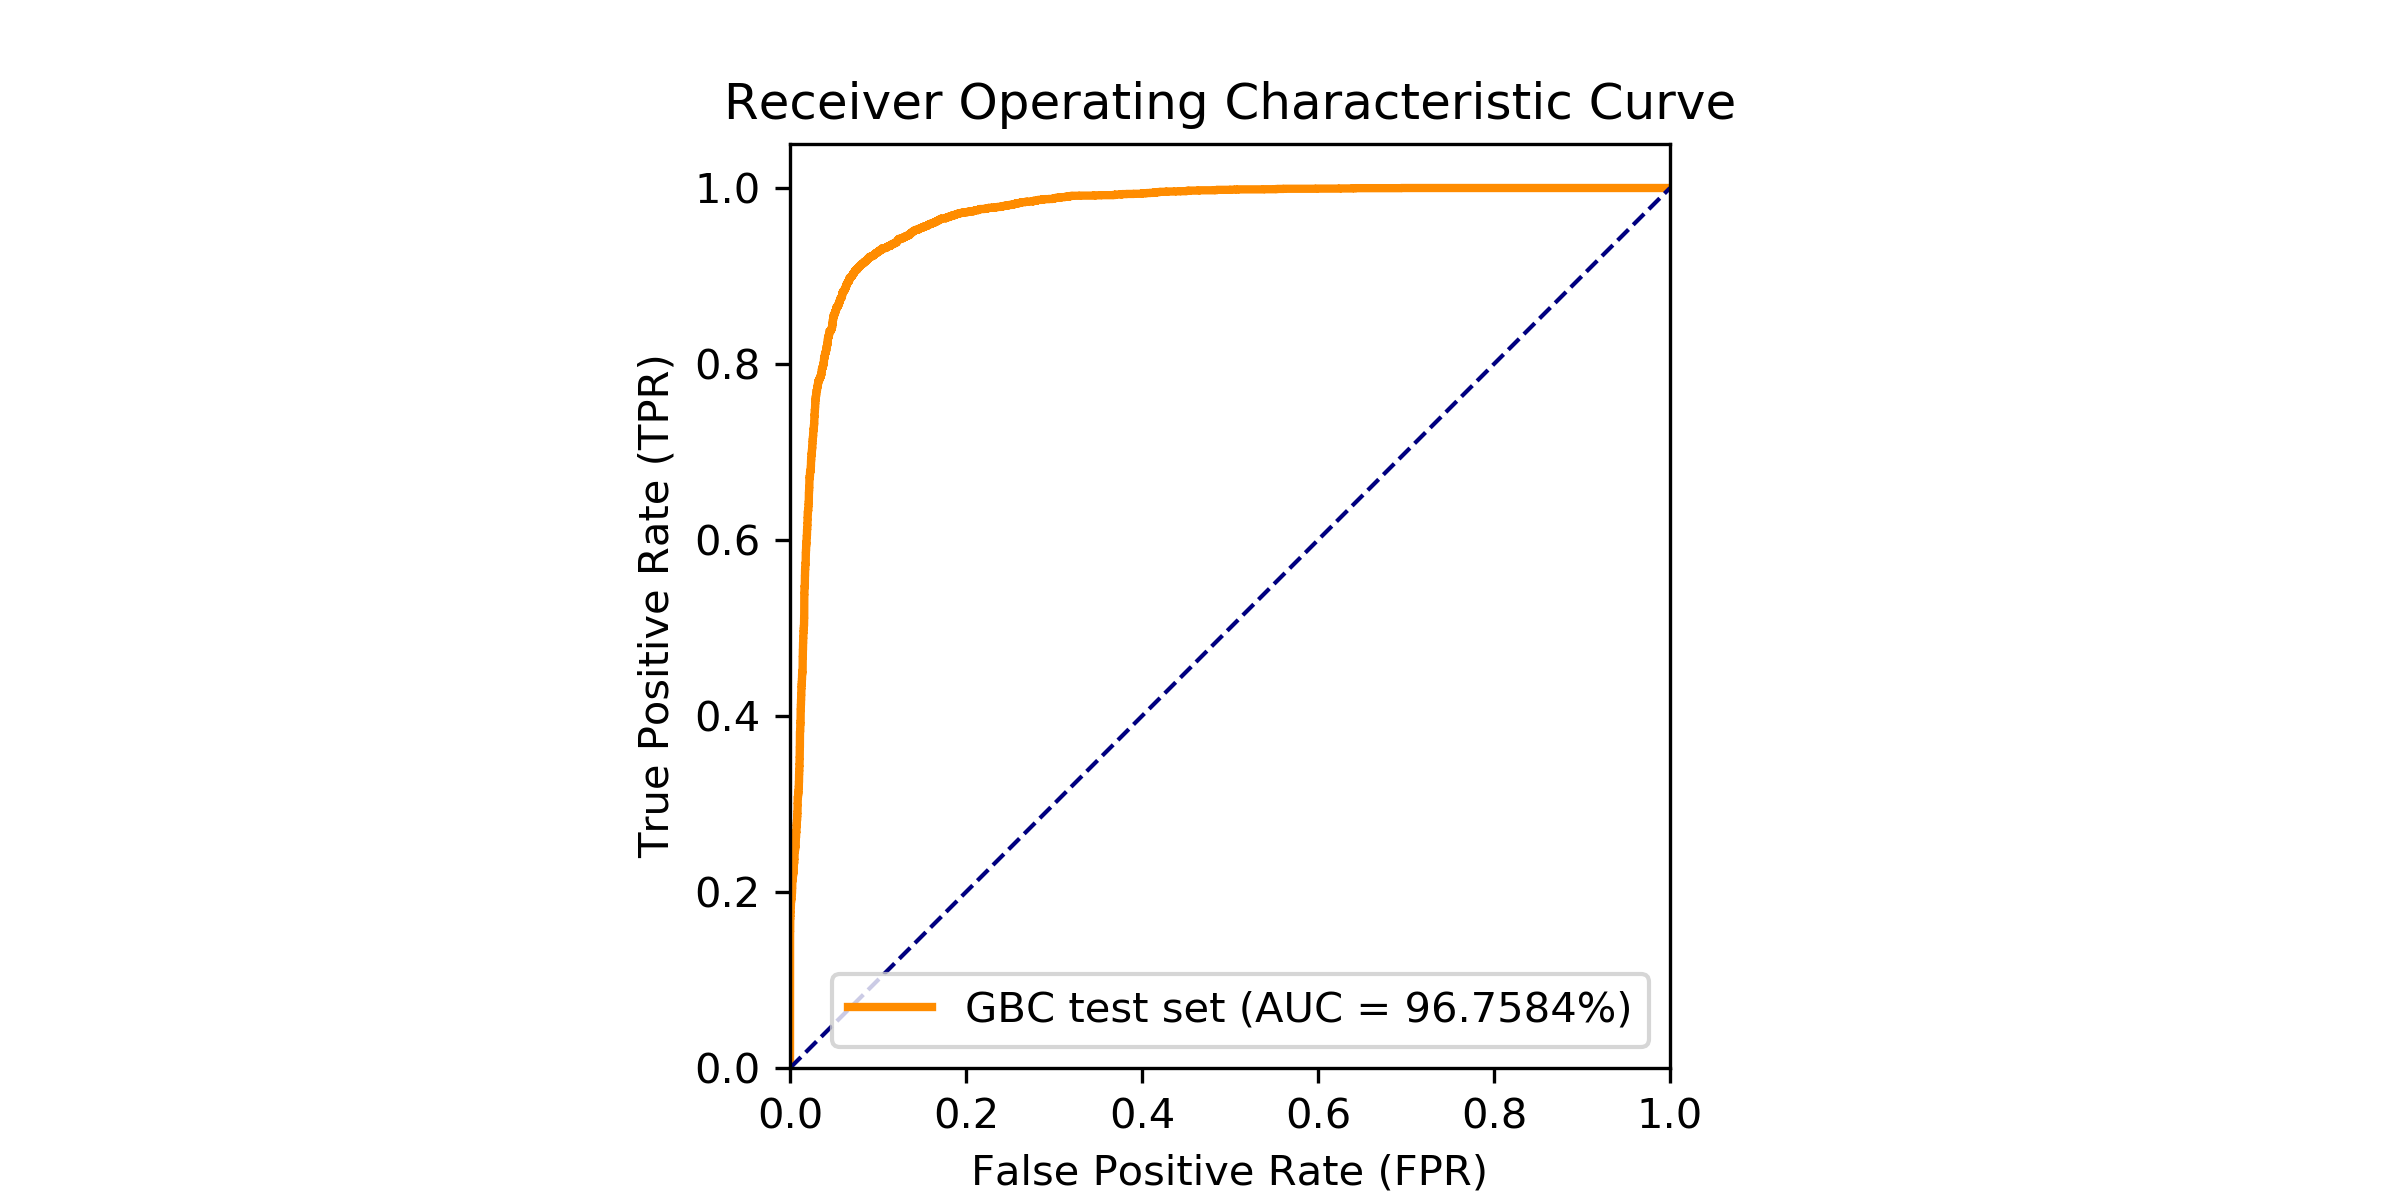 Receiver Operating Characteristic Curve
1.0
0.8
0.6
0.4
0.2
0.0
True Positive Rate (TPR)
GBC test set (AUC = 96.7584%)
0.0 0.2 0.4 0.6 0.8 1.0
False Positive Rate (FPR)